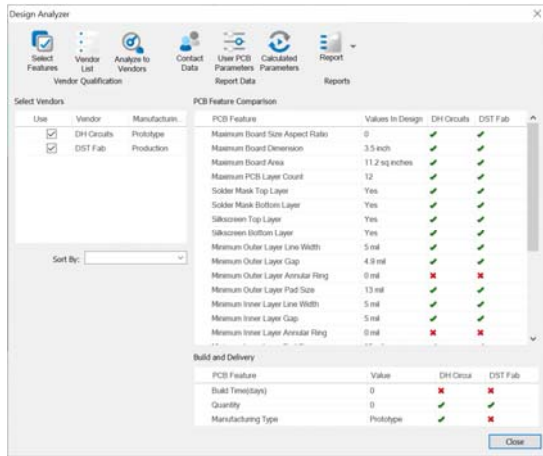 Design Analyzer
Select Features
Vendor List
Analyze to Vendors
Contact Data
User PCB Parameters
Calculated Parameters
Report
Vendor Qualification
Report Data
Reports
Select Vendors
Use Vendor Manufacturin...
DH Circuits Prototype
DST Fab Production
Sort By:
PCB Feature Comparison
PCB Feature Values In Design DH Circuits DST Fab
Maximum Board Size Aspect Ratio 0
Maximum Board Dimension 3.5 inch
Maximum Board Area 11.2 sq inches
Maximum PCB Layer Count 12
Solder Mask Top Layer Yes
Solder Mask Bottom Layer Yes
Silkscreen Top Layer Yes
Silkscreen Bottom Layer Yes
Minimum Outer Layer Line Width 5 mil
Minimum Outer Layer Gap 4.9 mil
Minimum Outer Layer Annular Ring 0 mil
Minimum Outer Layer Pad Size 13 mil
Minimum Inner Layer Line Width 5 mil
Minimum Inner Layer Gap 5 mil
Minimum Inner Layer Annular Ring 0 mil
Build and Delivery
PCB Feature Value DH Circui DST Fab
Build Time(days) 0
Quantity 0
Manufacturing Type Prototype
Close